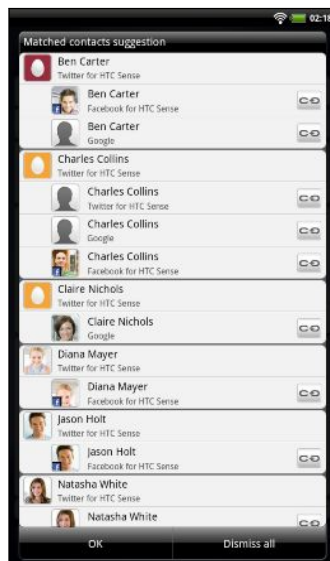 02:18
Matched contacts suggestion
Ben Carter
Twitter for HTC Sense
Ben Carter
Facebook for HTC Sense
Ben Carter
Google
Charles Collins
Twitter for HTC Sense
Charles Collins
Twitter for HTC Sense
Charles Collins
Google
Charles Collins
Facebook for HTC Sense
Claire Nichols
Twitter for HTC Sense
Claire Nichols
Google
Diana Mayer
Twitter for HTC Sense
Diana Mayer
Facebook for HTC Sense
Jason Holt
Twitter for HTC Sense
Jason Holt
Facebook for HTC Sense
Natasha White
Twitter for HTC Sense
Natasha White
OK Dismiss all